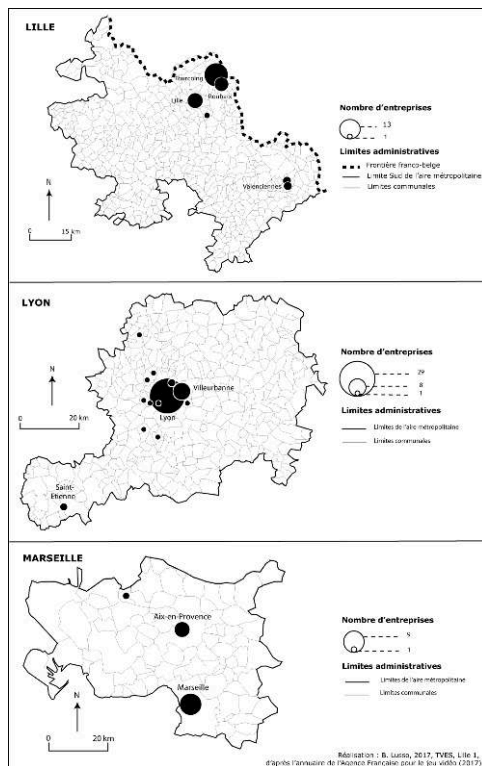 LILLE
Tourcoing
Roubaix
Lille
Valenciennes
N
0 15 km
Nombre d'entreprises
13
1
Limites administratives
Frontière franco-belge
Limite Sud de l'aire métropolitaine
Limites communales
LYON
N
0 20 km
Villeurbanne
Lyon
Saint-
Etienne
Nombre d'entreprises
29
8
1
Limites administratives
Limites de l'aire métropolitaine
Limites communales
MARSEILLE
Aix-en-Provence
Marseille
N
0 20 km
Nombre d'entreprises
9
1
Limites administratives
Limites de l'aire métropolitaine
Limites communales
Réalisation : B. Lusso, 2017, TVES, Lille 1,
d'après l'annuaire de l'Agence Française pour le jeu vidéo (2017)